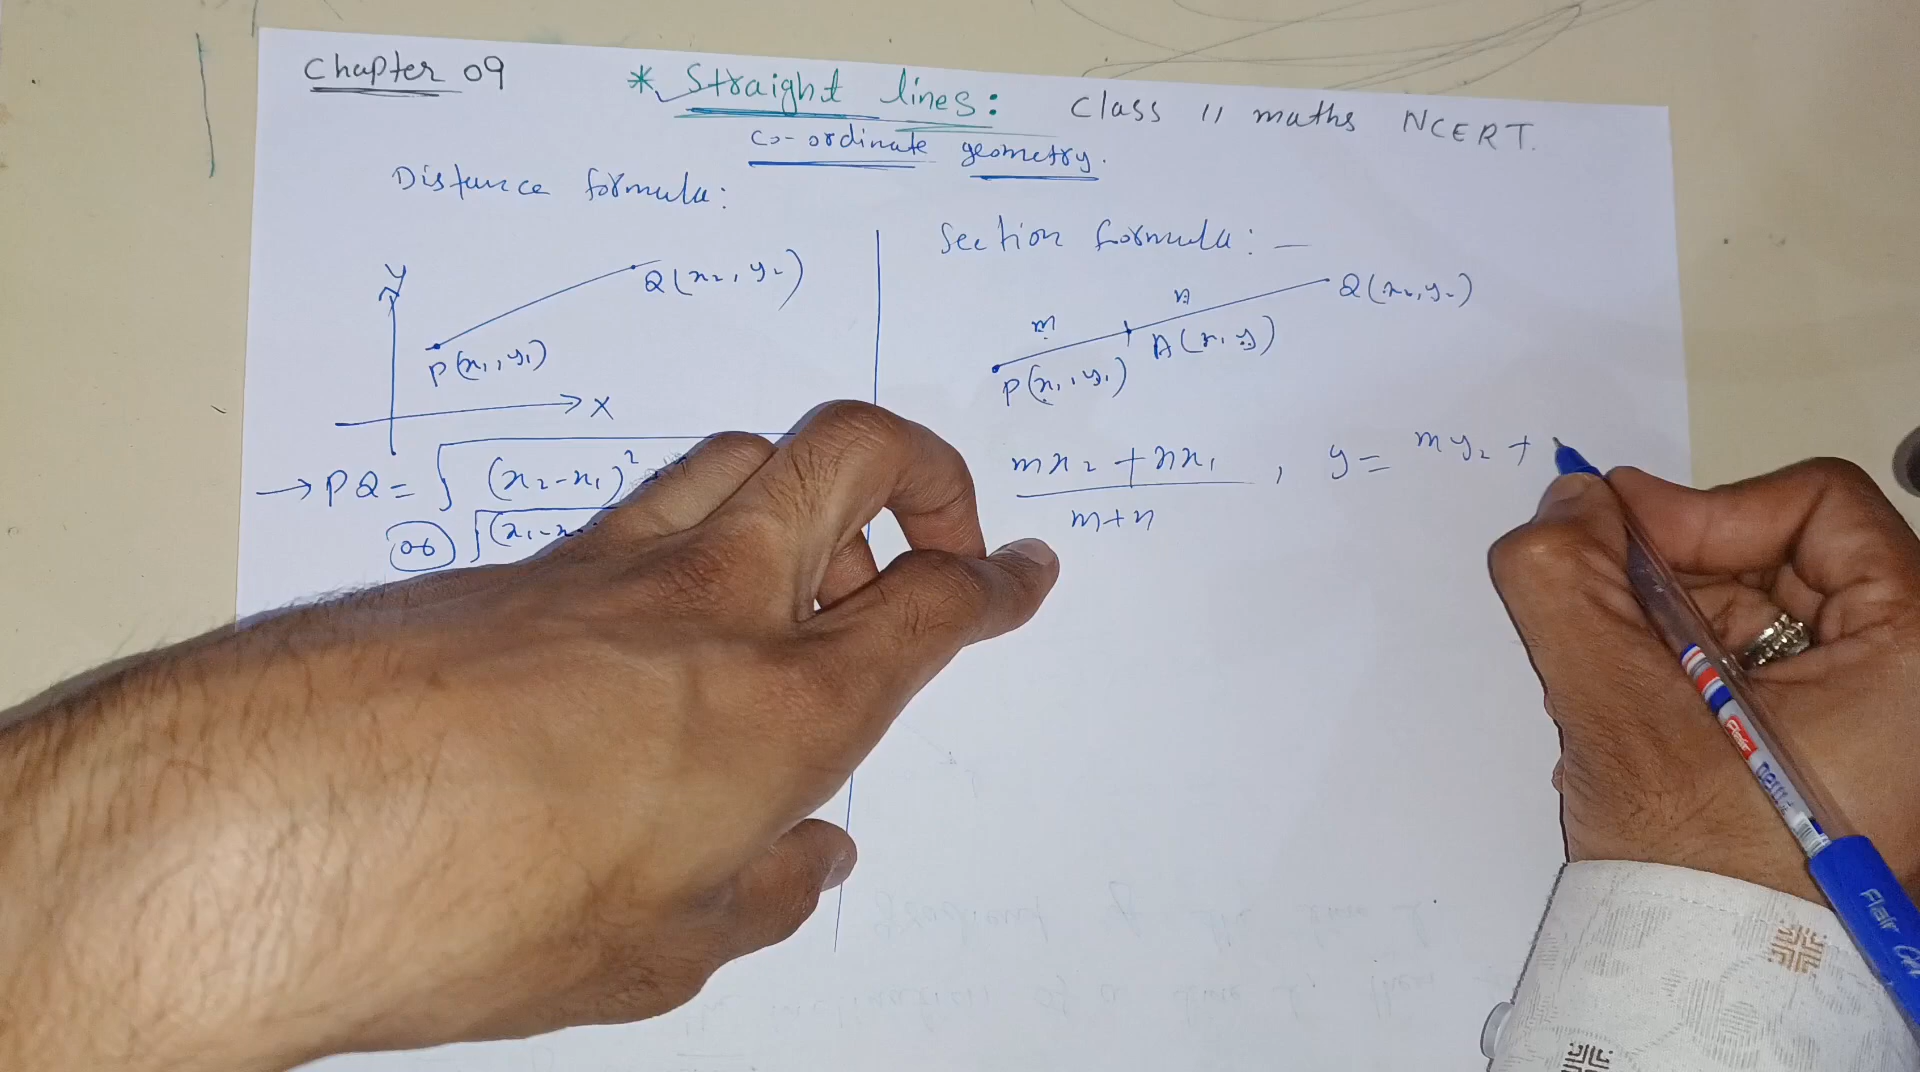 Chapter 09
* Straight lines: Class 11 maths NCERT.
Co-ordinate geometry.
Distance formula:
Y
Q(x₂, y₂)
P(x₁, y₁)
X
→ PQ = √(x₂-x₁)²
or √(x₁-x
Section formula: —
m n Q(x₂, y₂)
A(x, y)
P(x₁, y₁)
mx₂ + nx₁ , y = my₂ +
m+n
Flair
Flair